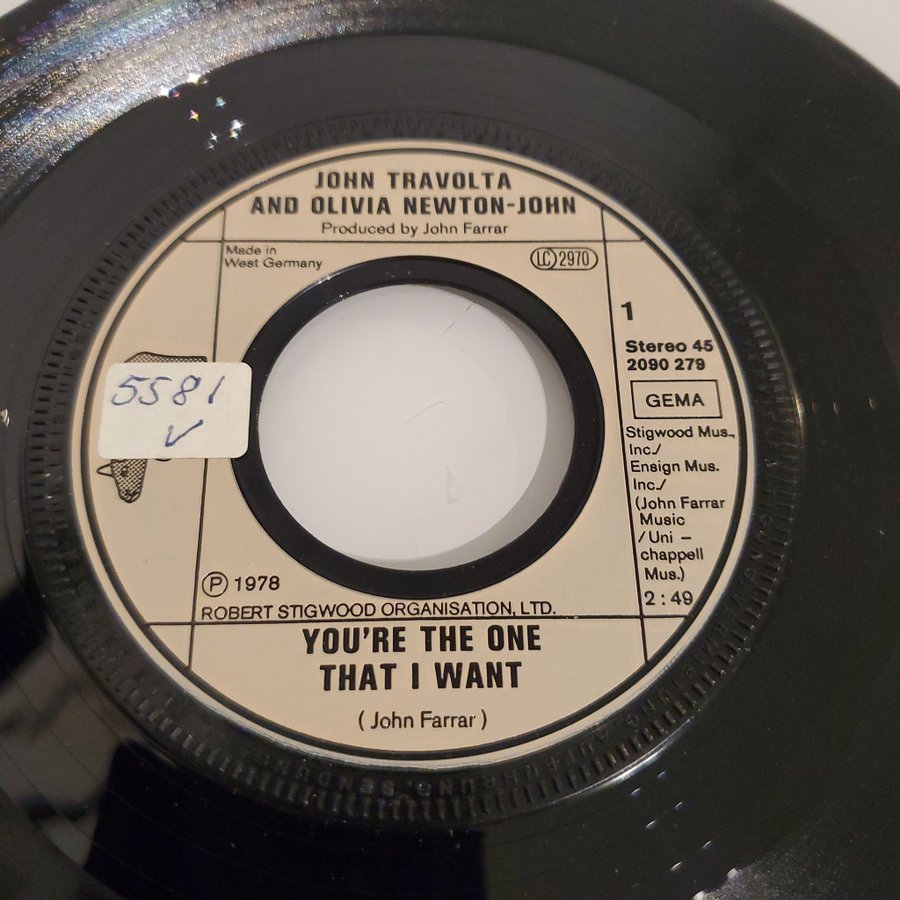 JOHN TRAVOLTA
AND OLIVIA NEWTON-JOHN
Produced by John Farrar
Made in
West Germany
LC 2970
1
Stereo 45
2090 279
GEMA
Stigwood Mus.,
Inc./
Ensign Mus.
Inc./
(John Farrar
Music
/Uni –
chappell
Mus.)
2:49
5581
V
Ⓟ 1978
ROBERT STIGWOOD ORGANISATION, LTD.
YOU'RE THE ONE
THAT I WANT
(John Farrar)